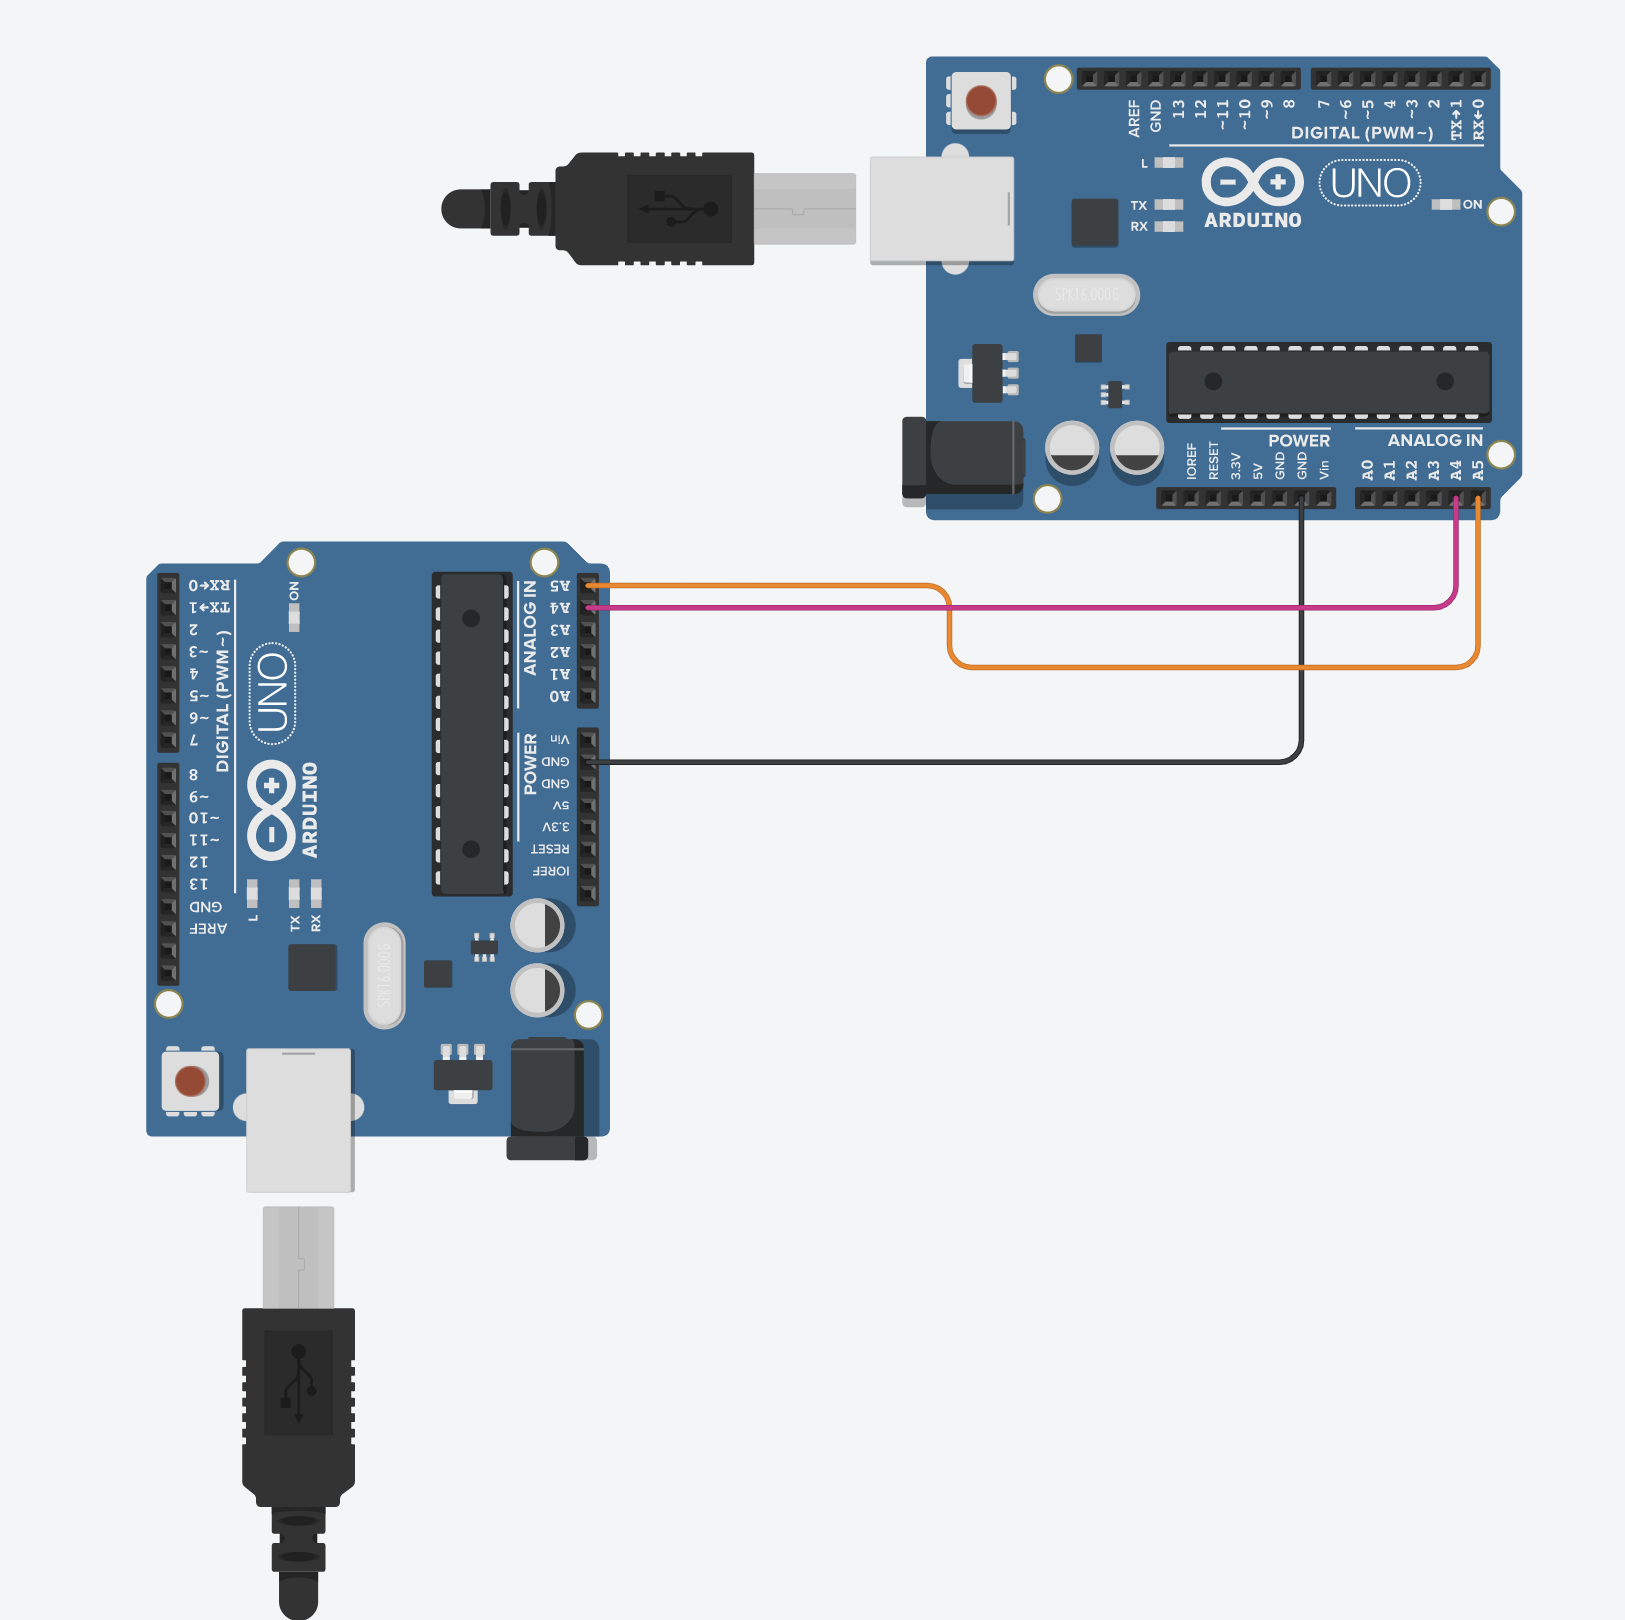 AREF
GND
13
12
~11
~10
~9
8
7
~6
~5
4
~3
2
TX→1
RX←0
DIGITAL (PWM~)
L
TX
RX
ARDUINO
UNO
ON
SPK16.000G
POWER
ANALOG IN
IOREF
RESET
3.3V
5V
GND
GND
Vin
A0
A1
A2
A3
A4
A5
RX←0
TX→1
2
~3
4
~5
~6
7
8
~9
~10
~11
12
13
GND
AREF
DIGITAL (PWM~)
ON
UNO
ARDUINO
L
TX
RX
SPK16.000G
ANALOG IN
A5
A4
A3
A2
A1
A0
POWER
Vin
GND
GND
5V
3.3V
RESET
IOREF